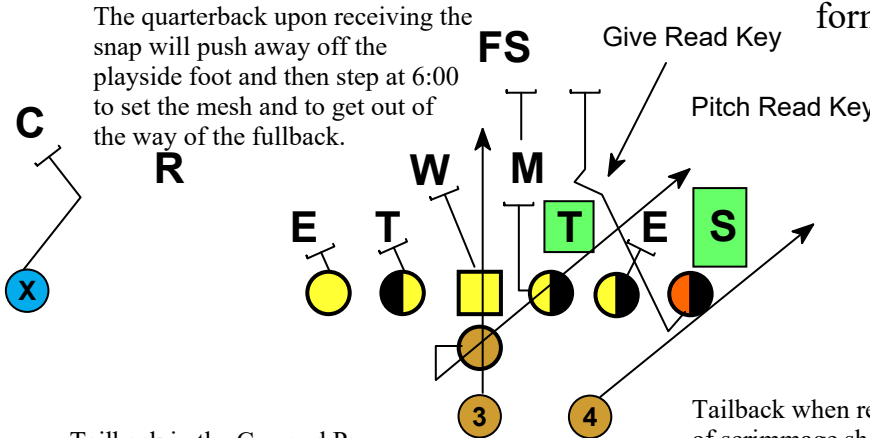 The quarterback upon receiving the
snap will push away off the
playside foot and then step at 6:00
to set the mesh and to get out of
the way of the fullback.
FS
Give Read Key
Pitch Read Key
C
R
W
M
E
T
T
E
S
X
3
4
Tailback when
of scrimmage